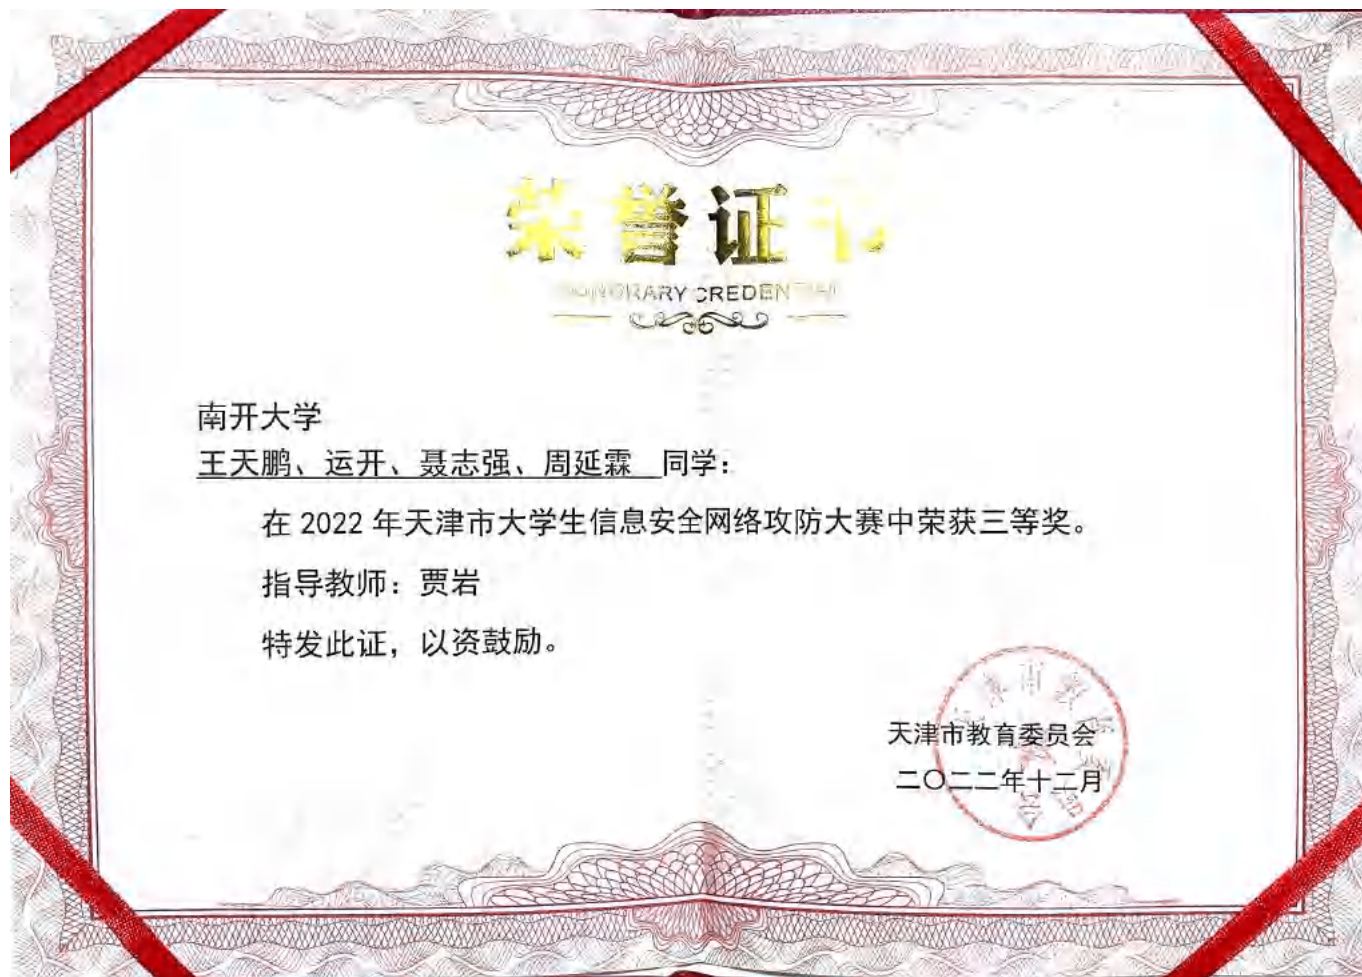 荣誉证书
HONORARY CREDENTIAL
南开大学
王天鹏、运开、聂志强、周延霖 同学：
在 2022 年天津市大学生信息安全网络攻防大赛中荣获三等奖。
指导教师：贾岩
特发此证，以资鼓励。
天津市教育委员会
二〇二二年十二月